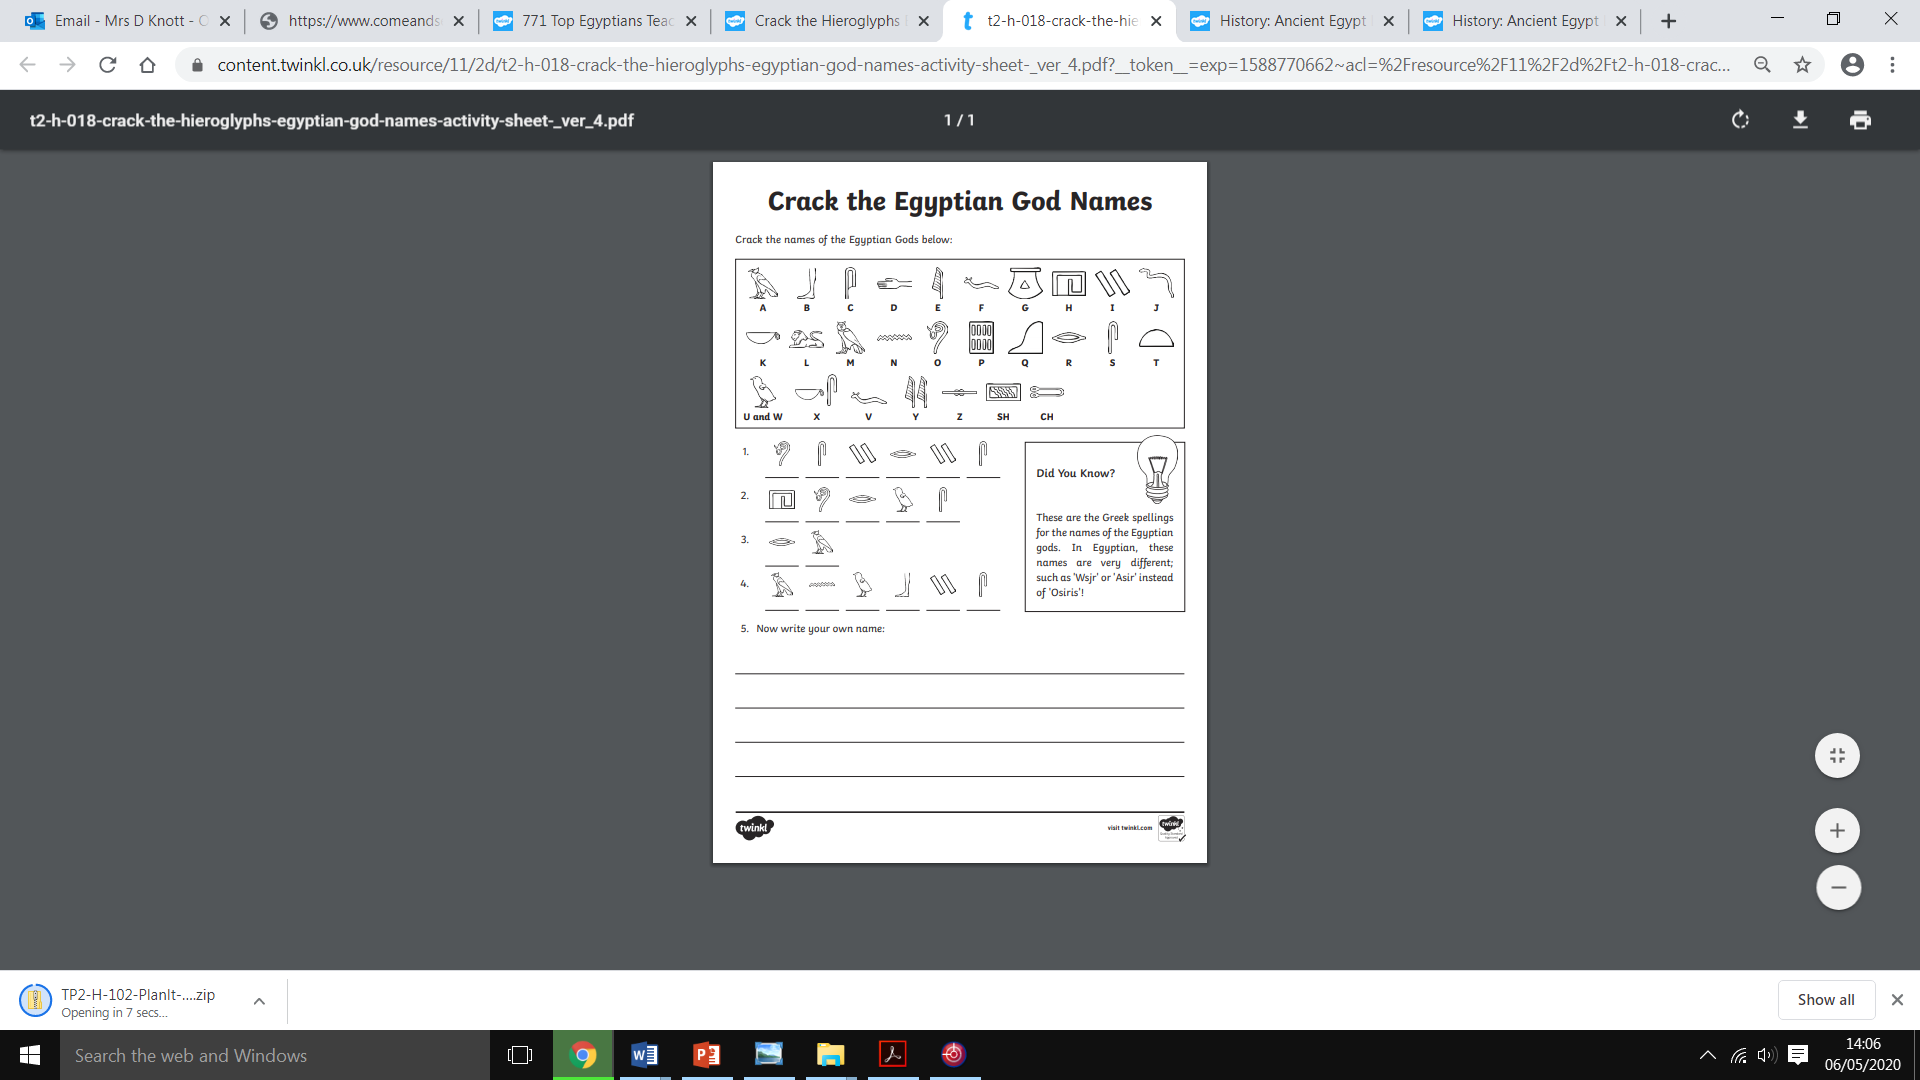 Email - Mrs D Knott - O
https://www.comeands
771 Top Egyptians Teac
Crack the Hieroglyphs
t2-h-018-crack-the-hie
History: Ancient Egypt
History: Ancient Egypt
content.twinkl.co.uk/resource/11/2d/t2-h-018-crack-the-hieroglyphs-egyptian-god-names-activity-sheet-_ver_4.pdf?__token__=exp=1588770662~acl=%2Fresource%2F11%2F2d%2Ft2-h-018-crac...
t2-h-018-crack-the-hieroglyphs-egyptian-god-names-activity-sheet-_ver_4.pdf
1 / 1
Crack the Egyptian God Names
Crack the names of the Egyptian Gods below:
A B C D E F G H I J
K L M N O P Q R S T
U and W X V Y Z SH CH
1.
2.
3.
4.
5. Now write your own name:
Did You Know?
These are the Greek spellings
for the names of the Egyptian
gods. In Egyptian, these
names are very different;
such as 'Wsjr' or 'Asir' instead
of 'Osiris'!
twinkl
visit twinkl.com
twinkl
TP2-H-102-PlanIt-....zip
Opening in 7 secs...
Show all
Search the web and Windows
14:06
06/05/2020